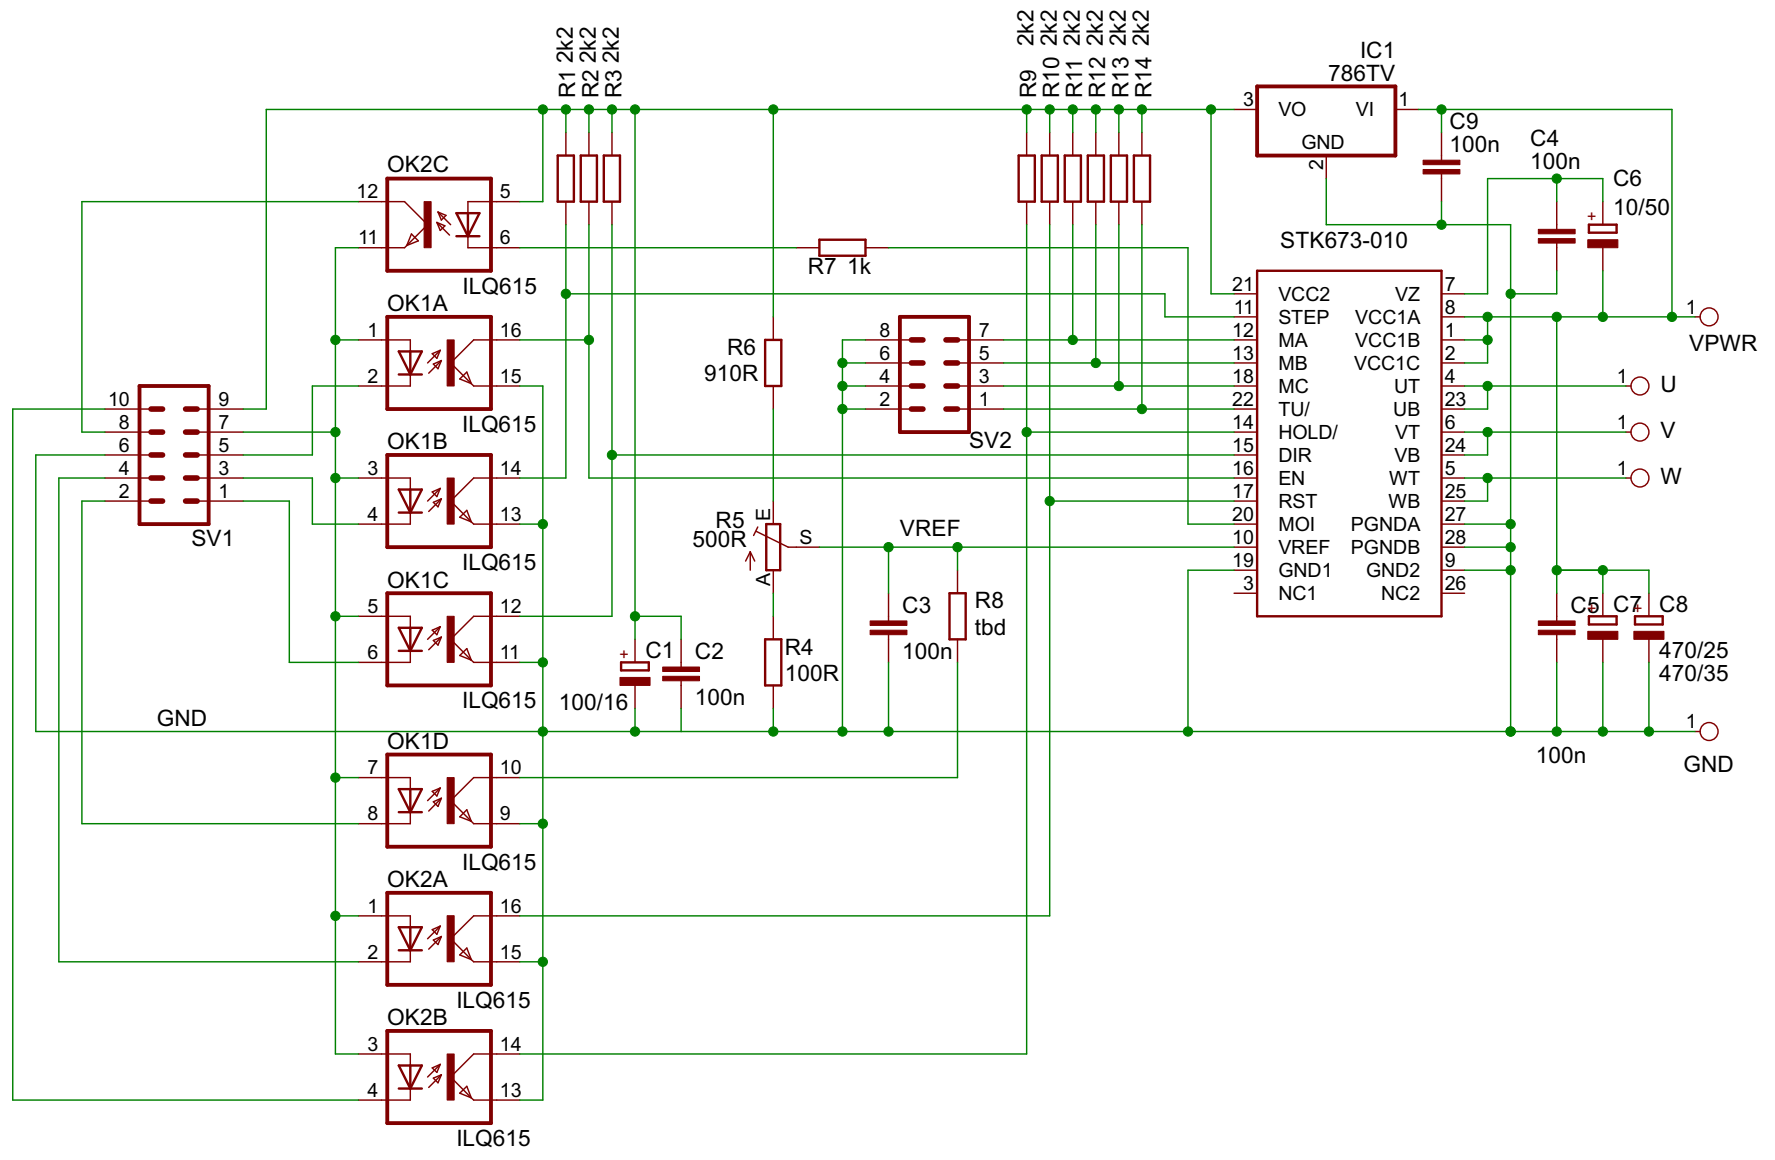 R1 2k2
R2 2k2
R3 2k2
R9 2k2
R10 2k2
R11 2k2
R12 2k2
R13 2k2
R14 2k2
IC1
786TV
3 VO VI 1
GND
2
C9
100n
C4
100n
C6
+
10/50
OK2C
12 5
11 6
ILQ615
R7 1k
OK1A
1 16
2 15
ILQ615
OK1B
3 14
4 13
ILQ615
OK1C
5 12
6 11
ILQ615
OK1D
7 10
8 9
ILQ615
OK2A
1 16
2 15
ILQ615
OK2B
3 14
4 13
ILQ615
10 9
8 7
6 5
4 3
2 1
SV1
GND
R6
910R
R5
500R
E
S
A
R4
100R
+
C1
100/16
C2
100n
VREF
C3
100n
R8
tbd
8 7
6 5
4 3
2 1
SV2
STK673-010
21 VCC2 VZ 7
11 STEP VCC1A 8
12 MA VCC1B 1
13 MB VCC1C 2
18 MC UT 4
22 TU/ UB 23
14 HOLD/ VT 6
15 DIR VB 24
16 EN WT 5
17 RST WB 25
20 MOI PGNDA 27
10 VREF PGNDB 28
19 GND1 GND2 9
3 NC1 NC2 26
1
VPWR
1 U
1 V
1 W
C5
+ C7
+ C8
470/25
470/35
100n
1
GND